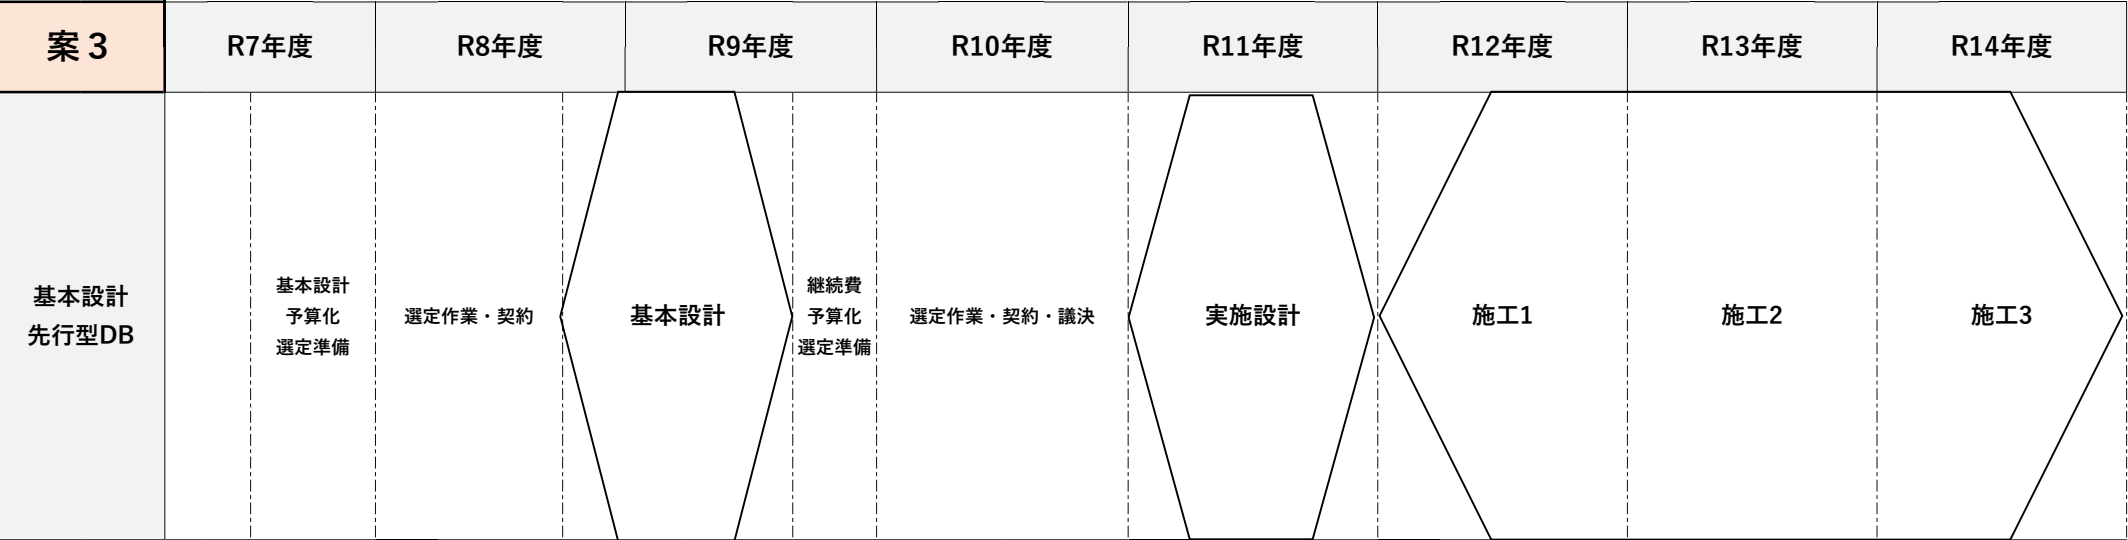 案３
R7年度
R8年度
R9年度
R10年度
R11年度
R12年度
R13年度
R14年度
基本設計
先行型DB
基本設計
予算化
選定準備
選定作業・契約
基本設計
継続費
予算化
選定準備
選定作業・契約・議決
実施設計
施工1
施工2
施工3